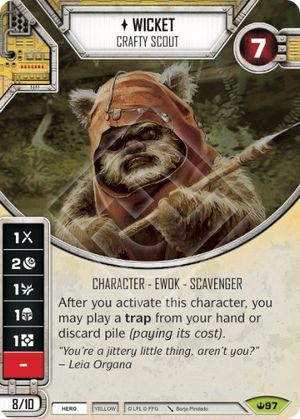 WICKET
CRAFTY SCOUT
7
1
2
1
1
1
-
CHARACTER - EWOK - SCAVENGER
After you activate this character, you
may play a trap from your hand or
discard pile (paying its cost).
"You're a jittery little thing, aren't you?"
– Leia Organa
8/10
HERO
YELLOW
© LFL © FFG
Borja Pindado
97